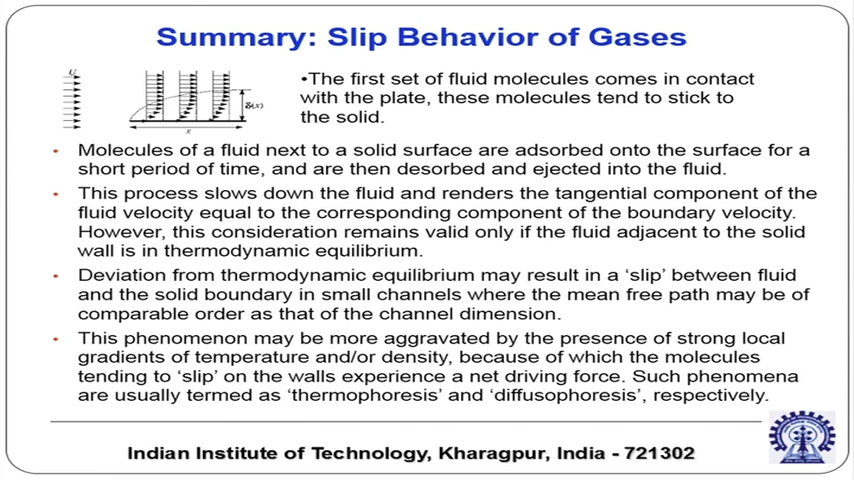 Summary: Slip Behavior of Gases
U
δ(x)
x
•The first set of fluid molecules comes in contact
with the plate, these molecules tend to stick to
the solid.
• Molecules of a fluid next to a solid surface are adsorbed onto the surface for a
short period of time, and are then desorbed and ejected into the fluid.
• This process slows down the fluid and renders the tangential component of the
fluid velocity equal to the corresponding component of the boundary velocity.
However, this consideration remains valid only if the fluid adjacent to the solid
wall is in thermodynamic equilibrium.
• Deviation from thermodynamic equilibrium may result in a ‘slip’ between fluid
and the solid boundary in small channels where the mean free path may be of
comparable order as that of the channel dimension.
• This phenomenon may be more aggravated by the presence of strong local
gradients of temperature and/or density, because of which the molecules
tending to ‘slip’ on the walls experience a net driving force. Such phenomena
are usually termed as ‘thermophoresis’ and ‘diffusophoresis’, respectively.
Indian Institute of Technology, Kharagpur, India - 721302